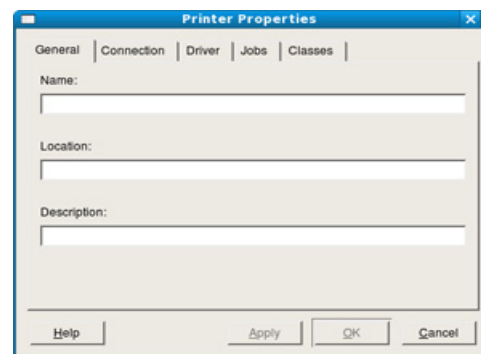 Printer Properties
General Connection Driver Jobs Classes
Name:
Location:
Description:
Help Apply OK Cancel